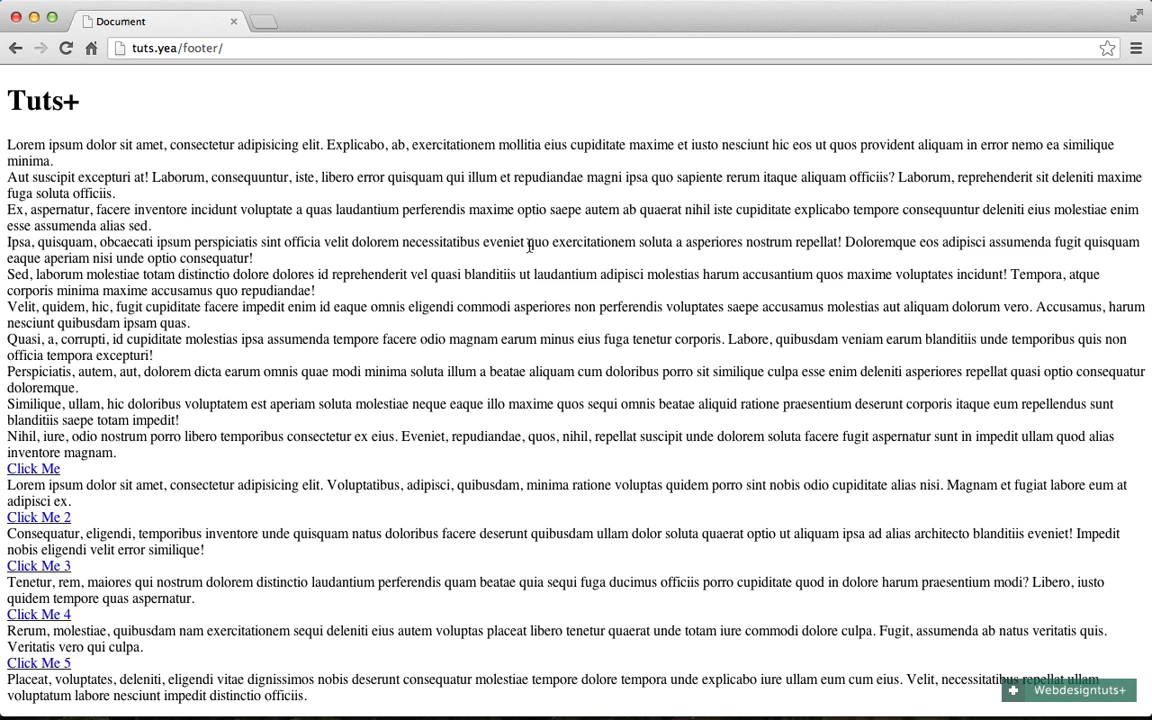 Document
tuts.yea/footer/
Tuts+
Lorem ipsum dolor sit amet, consectetur adipisicing elit. Explicabo, ab, exercitationem mollitia eius cupiditate maxime et iusto nesciunt hic eos ut quos provident aliquam in error nemo ea similique
minima.
Aut suscipit excepturi at! Laborum, consequuntur, iste, libero error quisquam qui illum et repudiandae magni ipsa quo sapiente rerum itaque aliquam officiis? Laborum, reprehenderit sit deleniti maxime
fuga soluta officiis.
Ex, aspernatur, facere inventore incidunt voluptate a quas laudantium perferendis maxime optio saepe autem ab quaerat nihil iste cupiditate explicabo tempore consequuntur deleniti eius molestiae enim
esse assumenda alias sed.
Ipsa, quisquam, obcaecati ipsum perspiciatis sint officia velit dolorem necessitatibus eveniet quo exercitationem soluta a asperiores nostrum repellat! Doloremque eos adipisci assumenda fugit quisquam
eaque aperiam nisi unde optio consequatur!
Sed, laborum molestiae totam distinctio dolore dolores id reprehenderit vel quasi blanditiis ut laudantium adipisci molestias harum accusantium quos maxime voluptates incidunt! Tempora, atque
corporis minima maxime accusamus quo repudiandae!
Velit, quidem, hic, fugit cupiditate facere impedit enim id eaque omnis eligendi commodi asperiores non perferendis voluptates saepe accusamus molestias aut aliquam dolorum vero. Accusamus, harum
nesciunt quibusdam ipsam quas.
Quasi, a, corrupti, id cupiditate molestias ipsa assumenda tempore facere odio magnam earum minus eius fuga tenetur corporis. Labore, quibusdam veniam earum blanditiis unde temporibus quis non
officia tempora excepturi!
Perspiciatis, autem, aut, dolorem dicta earum omnis quae modi minima soluta illum a beatae aliquam cum doloribus porro sit similique culpa esse enim deleniti asperiores repellat quasi optio consequatur
doloremque.
Similique, ullam, hic doloribus voluptatem est aperiam soluta molestiae neque eaque illo maxime quos sequi omnis beatae aliquid ratione praesentium deserunt corporis itaque eum repellendus sunt
blanditiis saepe totam impedit!
Nihil, iure, odio nostrum porro libero temporibus consectetur ex eius. Eveniet, repudiandae, quos, nihil, repellat suscipit unde dolorem soluta facere fugit aspernatur sunt in impedit ullam quod alias
inventore magnam.
Click Me
Lorem ipsum dolor sit amet, consectetur adipisicing elit. Voluptatibus, adipisci, quibusdam, minima ratione voluptas quidem porro sint nobis odio cupiditate alias nisi. Magnam et fugiat labore eum at
adipisci ex.
Click Me 2
Consequatur, eligendi, temporibus inventore unde quisquam natus doloribus facere deserunt quibusdam ullam dolor soluta quaerat optio ut aliquam ipsa ad alias architecto blanditiis eveniet! Impedit
nobis eligendi velit error similique!
Click Me 3
Tenetur, rem, maiores qui nostrum dolorem distinctio laudantium perferendis quam beatae quia sequi fuga ducimus officiis porro cupiditate quod in dolore harum praesentium modi? Libero, iusto
quidem tempore quas aspernatur.
Click Me 4
Rerum, molestiae, quibusdam nam exercitationem sequi deleniti eius autem voluptas placeat libero tenetur quaerat unde totam iure commodi dolore culpa. Fugit, assumenda ab natus veritatis quis.
Veritatis vero qui culpa.
Click Me 5
Placeat, voluptates, deleniti, eligendi vitae dignissimos nobis deserunt consequatur molestiae tempore dolore tempora unde explicabo iure ullam eum cum eius. Velit, necessitatibus repellat ullam
voluptatum labore nesciunt impedit distinctio officiis.
Webdesigntuts+